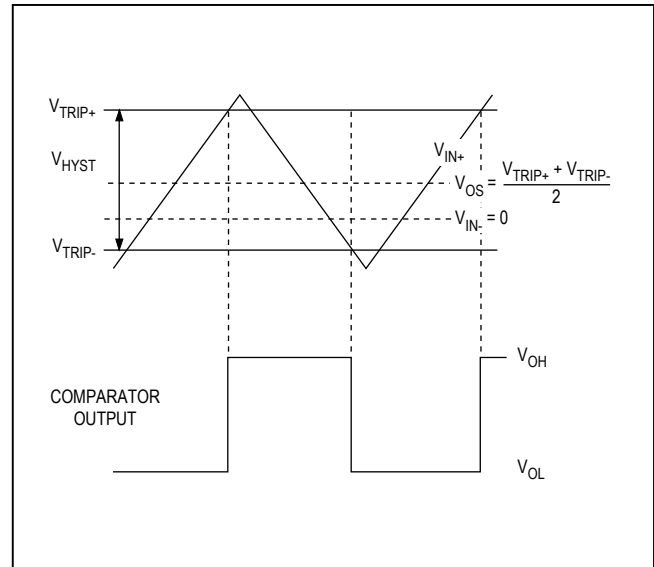 V_TRIP+
V_HYST
V_IN+
V_OS = (V_TRIP+ + V_TRIP-) / 2
V_IN- = 0
V_TRIP-
V_OH
COMPARATOR
OUTPUT
V_OL